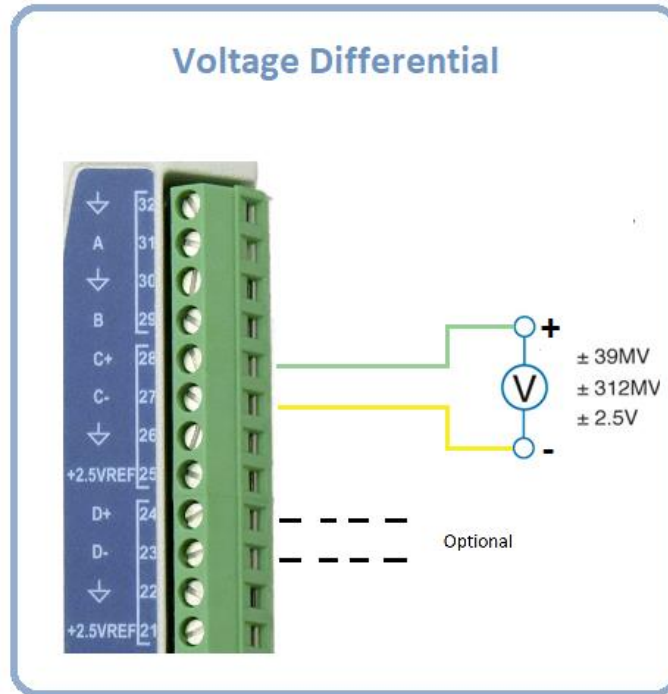 Voltage Differential
⏚ 32
A 31
⏚ 30
B 29
C+ 28
C- 27
⏚ 26
+2.5VREF 25
D+ 24
D- 23
⏚ 22
+2.5VREF 21
+
V
-
± 39MV
± 312MV
± 2.5V
Optional